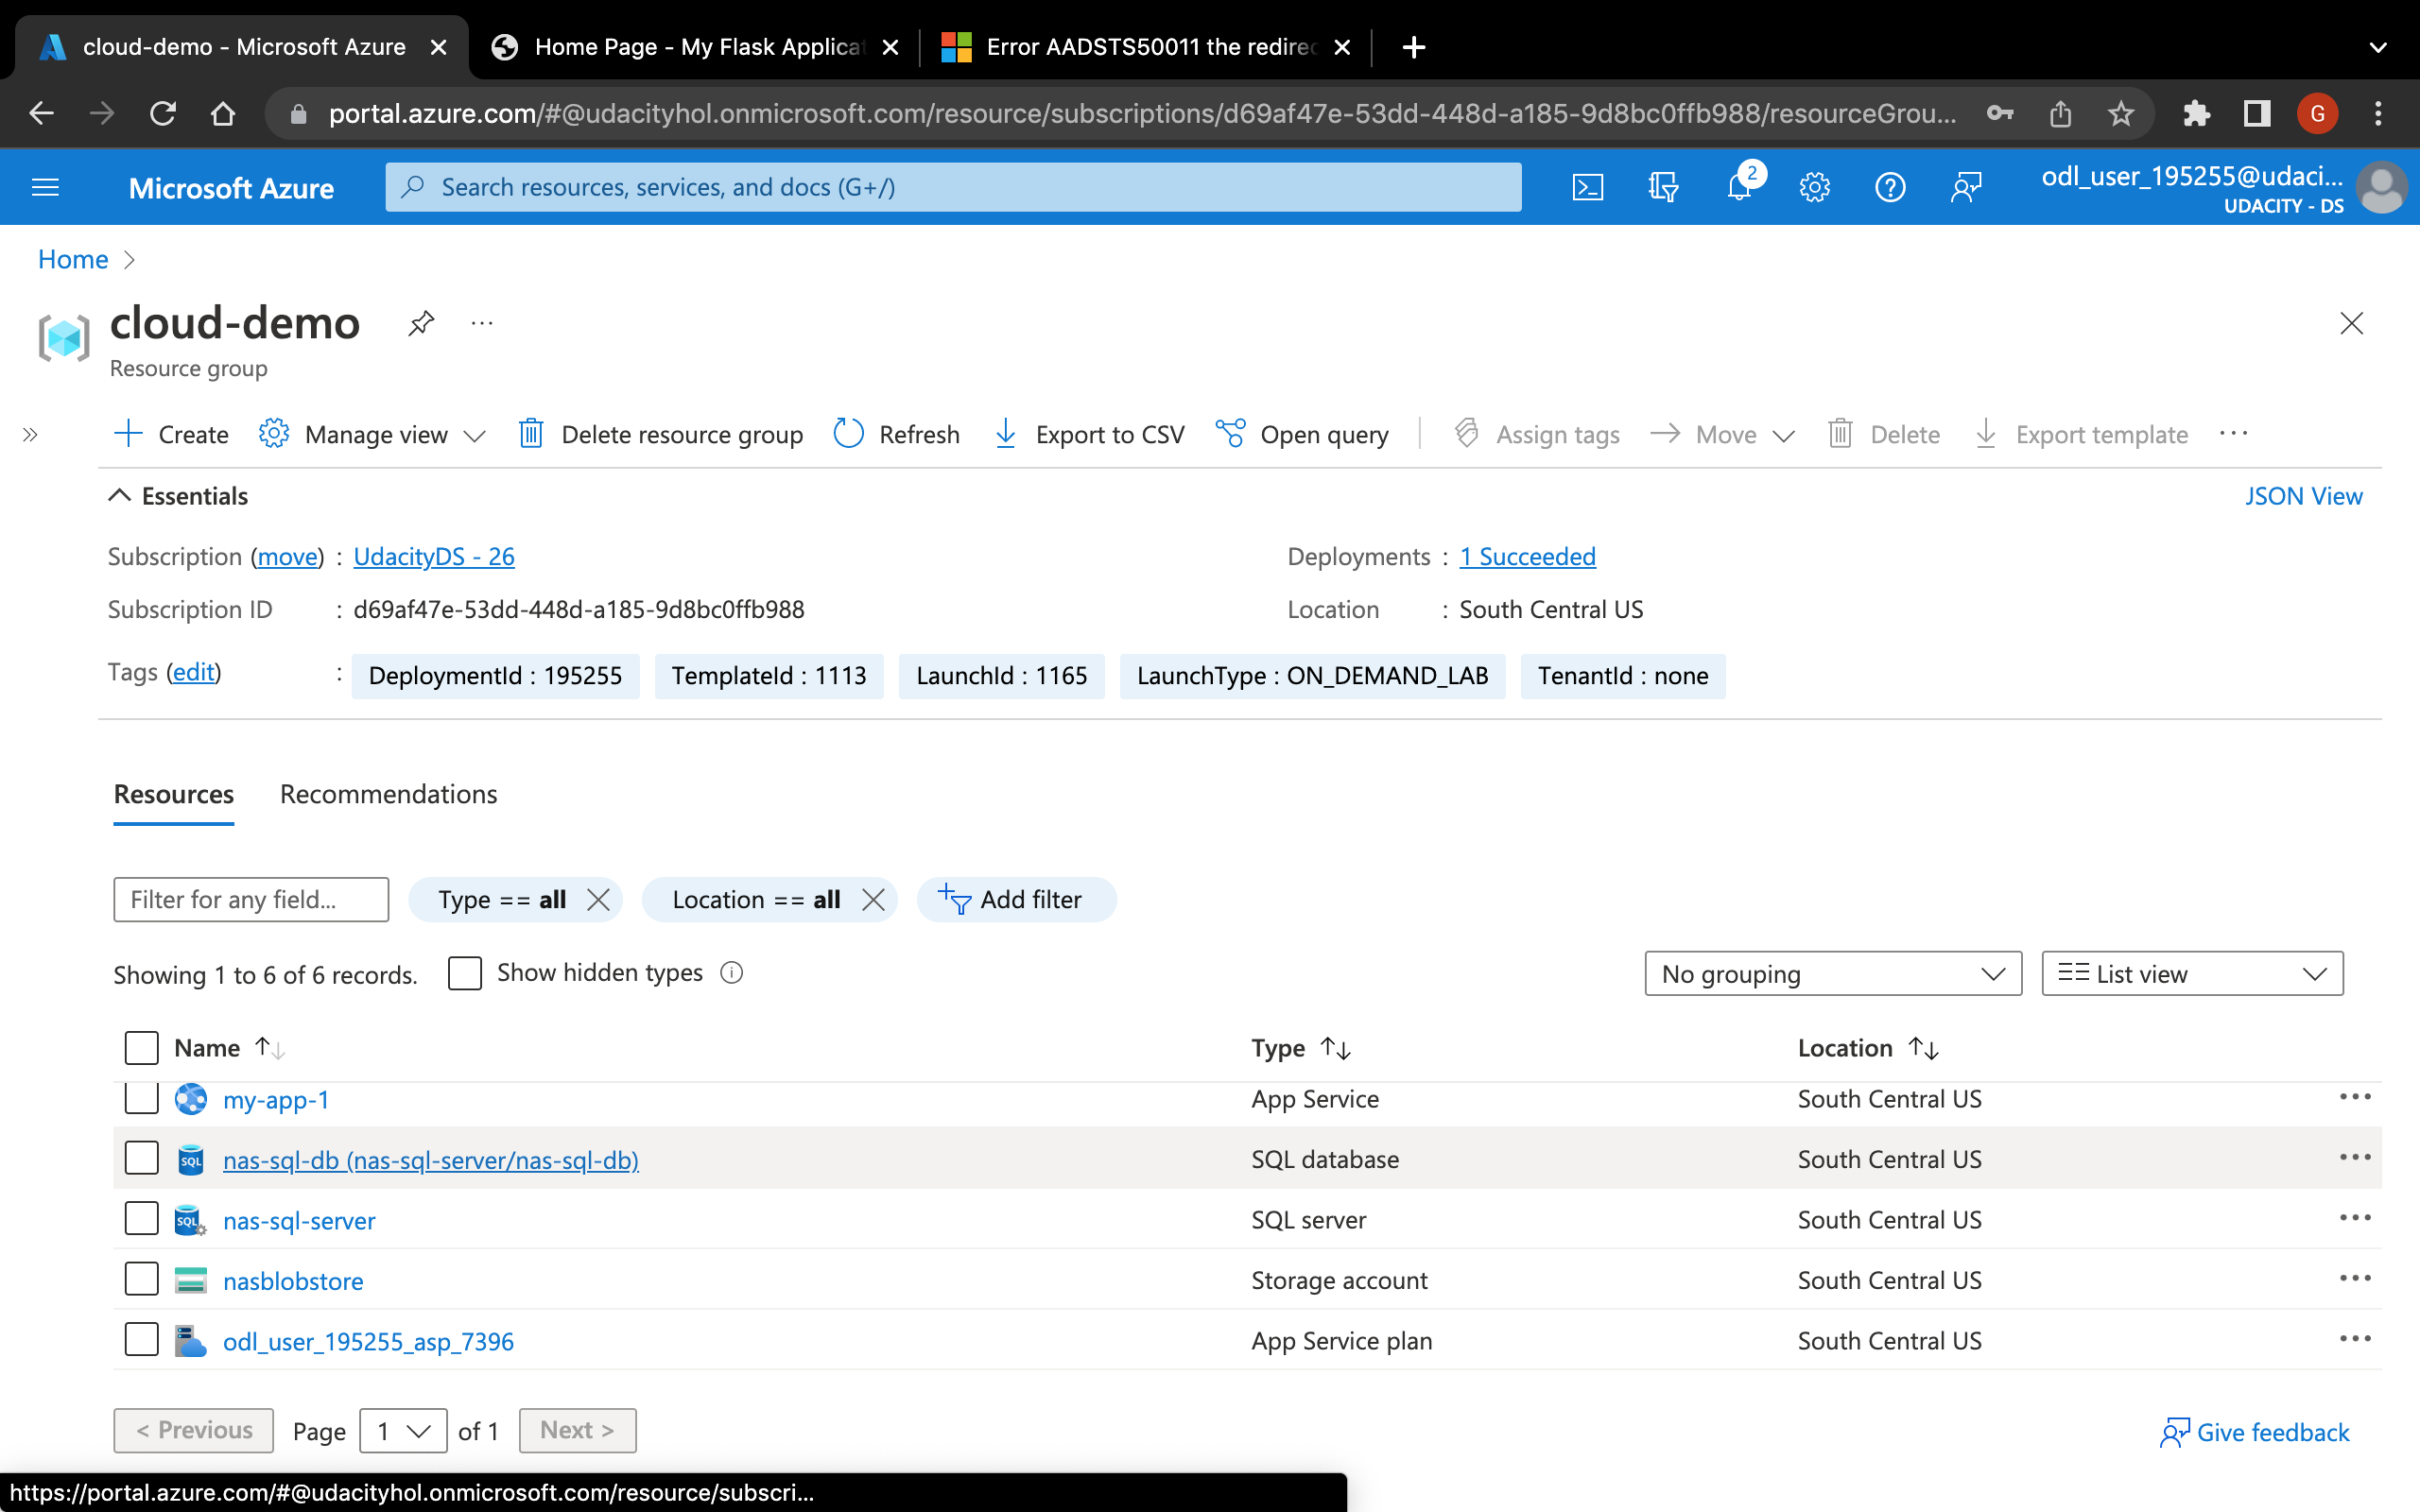 cloud-demo - Microsoft Azure
Home Page - My Flask Applicat
Error AADSTS50011 the redirec
portal.azure.com/#@udacityhol.onmicrosoft.com/resource/subscriptions/d69af47e-53dd-448d-a185-9d8bc0ffb988/resourceGrou...
G
Microsoft Azure
Search resources, services, and docs (G+/)
2
odl_user_195255@udaci...
UDACITY - DS
Home
cloud-demo
Resource group
Create
Manage view
Delete resource group
Refresh
Export to CSV
Open query
Assign tags
Move
Delete
Export template
Essentials
JSON View
Subscription (move) : UdacityDS - 26
Deployments : 1 Succeeded
Subscription ID : d69af47e-53dd-448d-a185-9d8bc0ffb988
Location : South Central US
Tags (edit) : DeploymentId : 195255 TemplateId : 1113 LaunchId : 1165 LaunchType : ON_DEMAND_LAB TenantId : none
Resources Recommendations
Filter for any field...
Type == all
Location == all
Add filter
Showing 1 to 6 of 6 records.
Show hidden types
No grouping
List view
Name Type Location
my-app-1 App Service South Central US
SQL nas-sql-db (nas-sql-server/nas-sql-db) SQL database South Central US
SQL nas-sql-server SQL server South Central US
nasblobstore Storage account South Central US
odl_user_195255_asp_7396 App Service plan South Central US
< Previous Page 1 of 1 Next >
Give feedback
https://portal.azure.com/#@udacityhol.onmicrosoft.com/resource/subscri...